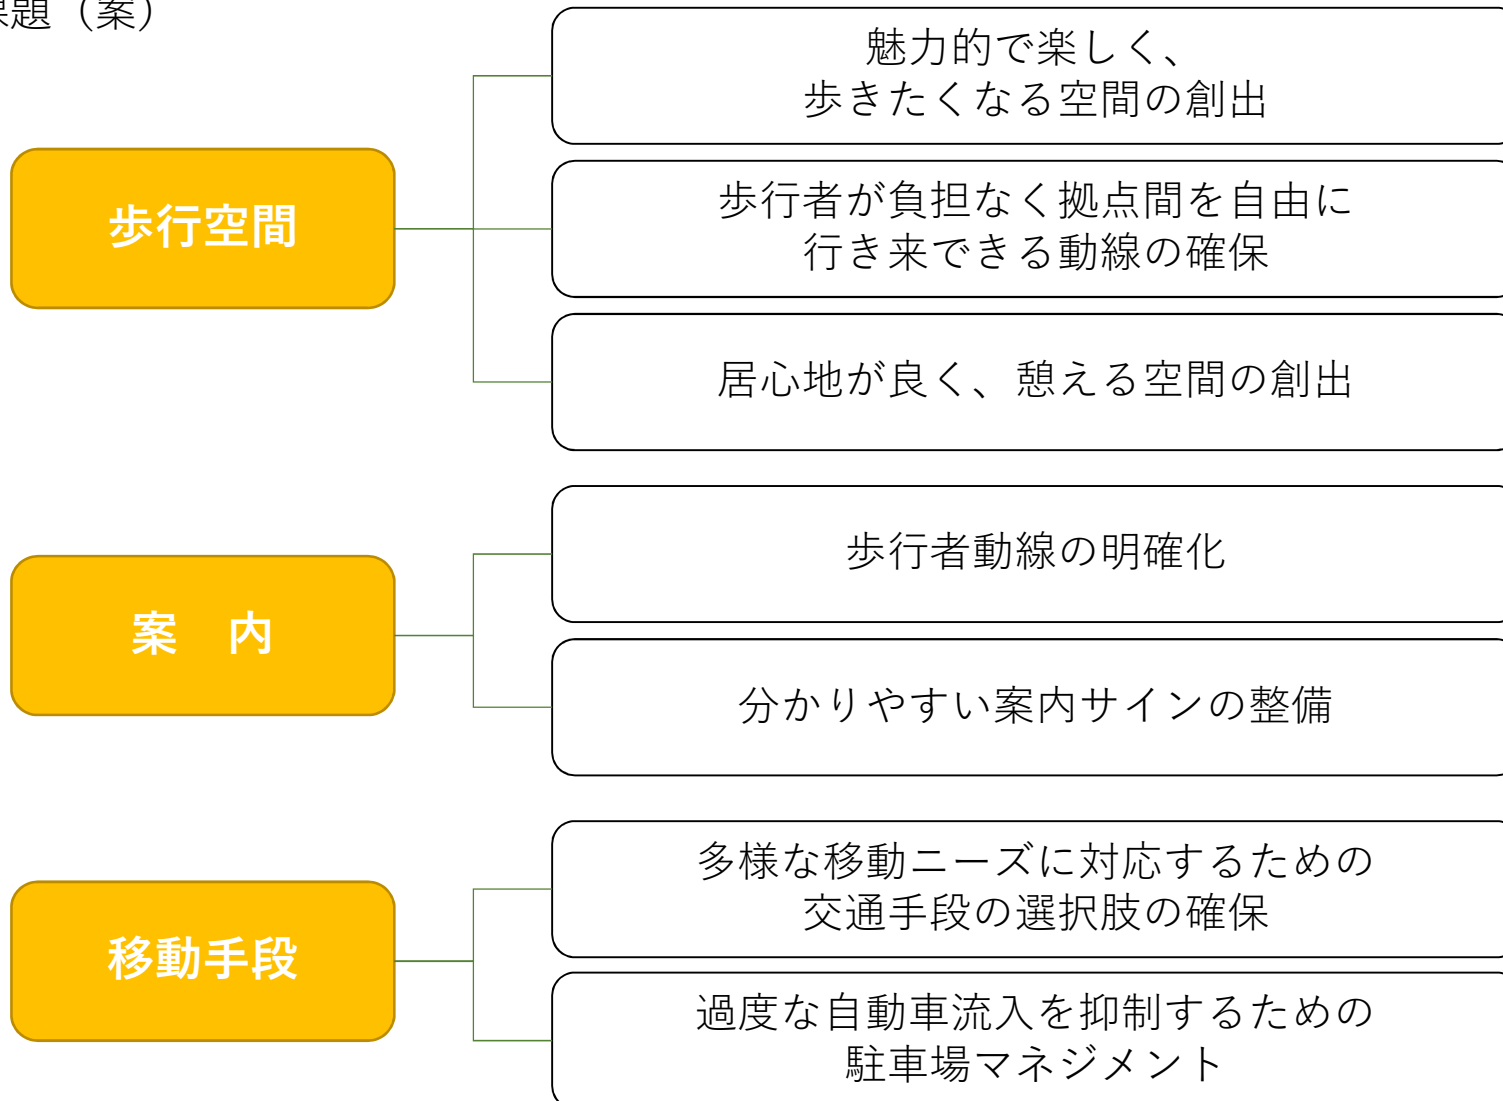 課題（案）
歩行空間
魅力的で楽しく、
歩きたくなる空間の創出
歩行者が負担なく拠点間を自由に
行き来できる動線の確保
居心地が良く、憩える空間の創出
案　内
歩行者動線の明確化
分かりやすい案内サインの整備
移動手段
多様な移動ニーズに対応するための
交通手段の選択肢の確保
過度な自動車流入を抑制するための
駐車場マネジメント